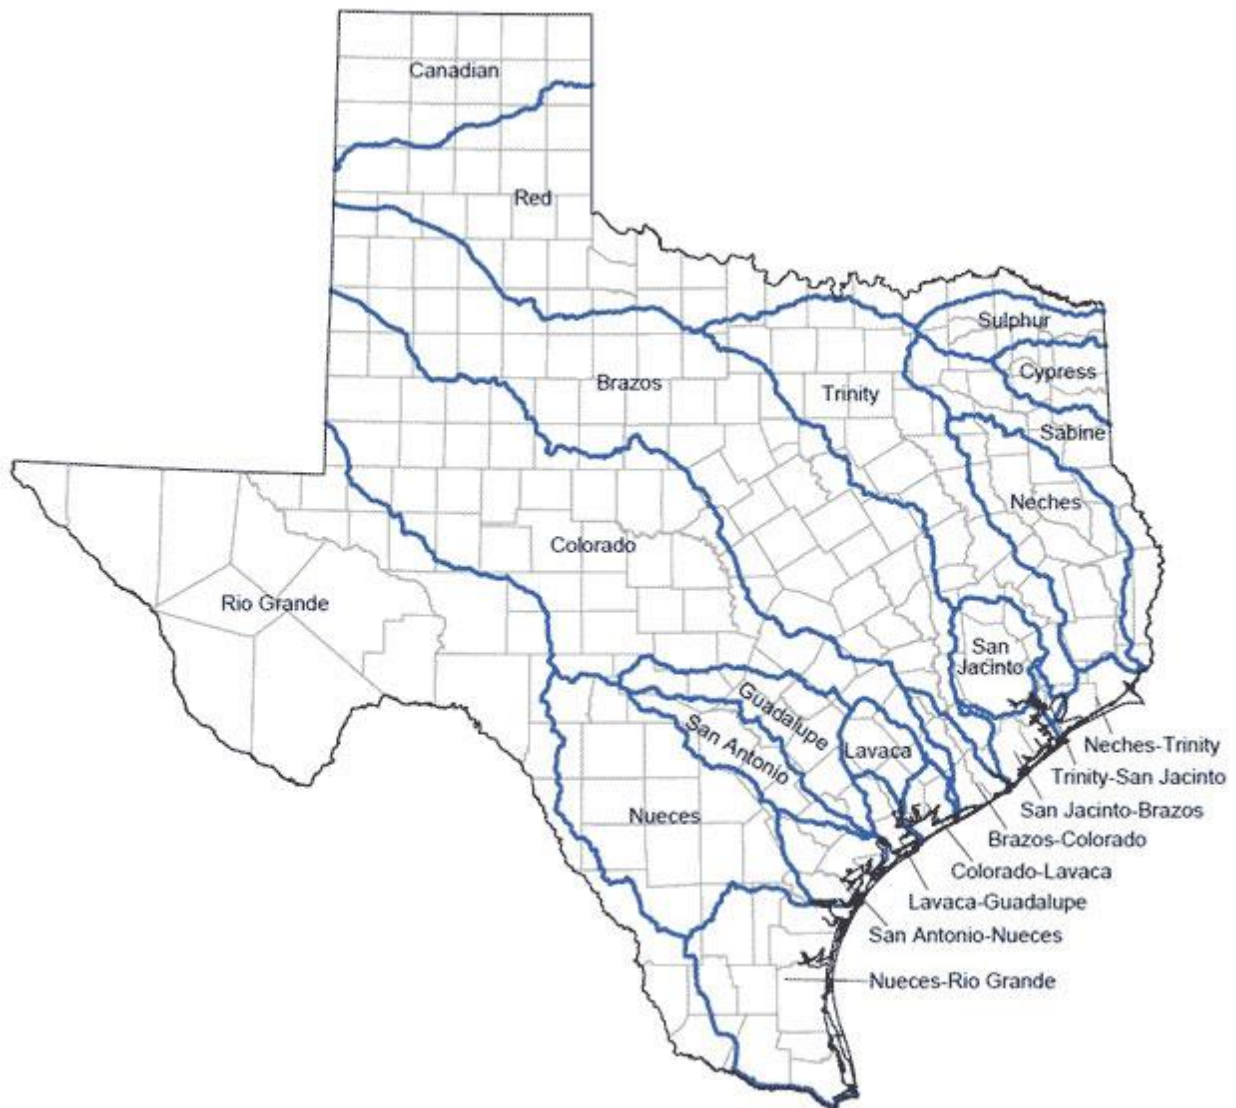 Canadian
Red
Sulphur
Cypress
Brazos
Trinity
Sabine
Neches
Colorado
Rio Grande
San
Jacinto
Guadalupe
San Antonio
Lavaca
Neches-Trinity
Trinity-San Jacinto
Nueces
San Jacinto-Brazos
Brazos-Colorado
Colorado-Lavaca
Lavaca-Guadalupe
San Antonio-Nueces
Nueces-Rio Grande